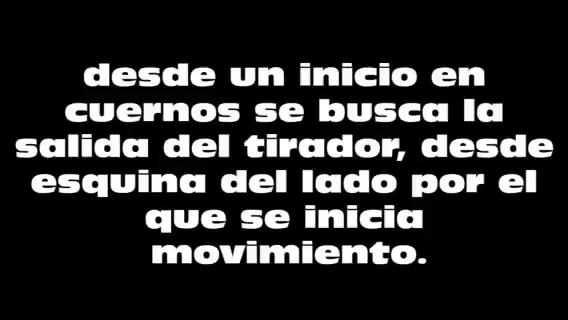 desde un inicio en
cuernos se busca la
salida del tirador, desde
esquina del lado por el
que se inicia
movimiento.